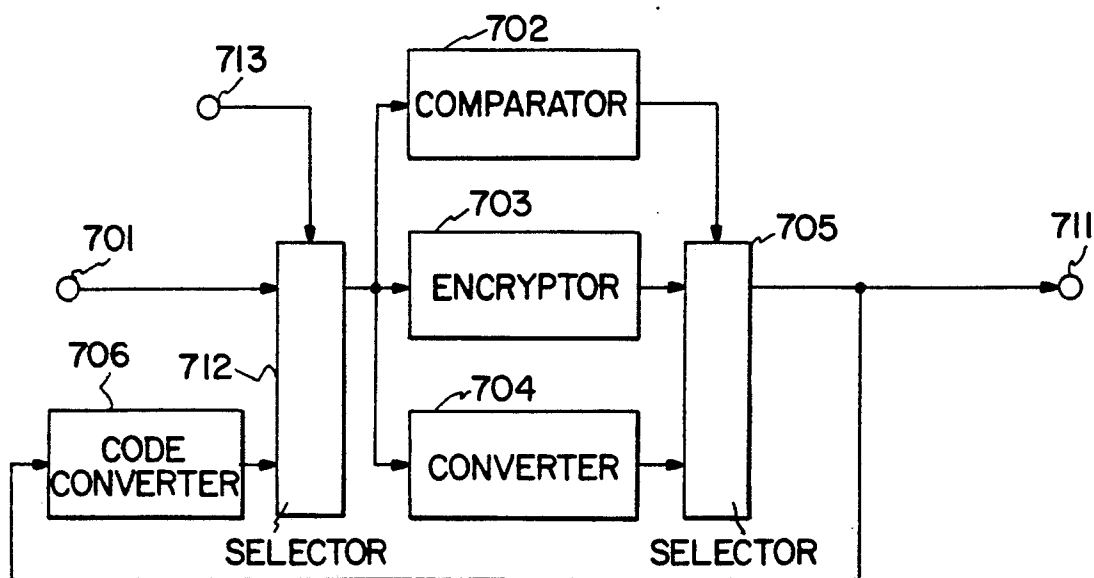 702
713
COMPARATOR
703
701
705
711
ENCRYPTOR
706
712
704
CODE
CONVERTER
CONVERTER
SELECTOR
SELECTOR